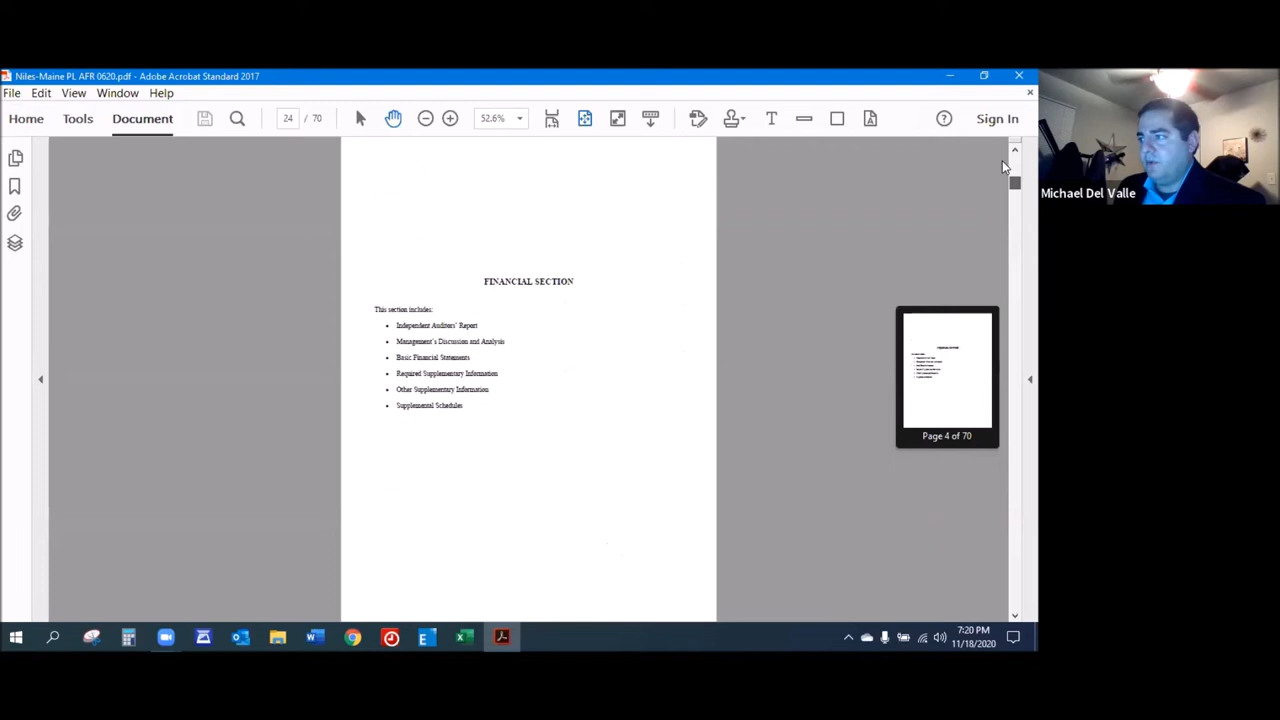 Niles-Maine PL AFR 0620.pdf - Adobe Acrobat Standard 2017
File Edit View Window Help
Home Tools Document 24 / 70 52.6% Sign In
FINANCIAL SECTION
This section includes:
• Independent Auditors' Report
• Management's Discussion and Analysis
• Basic Financial Statements
• Required Supplementary Information
• Other Supplementary Information
• Supplemental Schedules
Page 4 of 70
Michael Del Valle
7:20 PM
11/18/2020